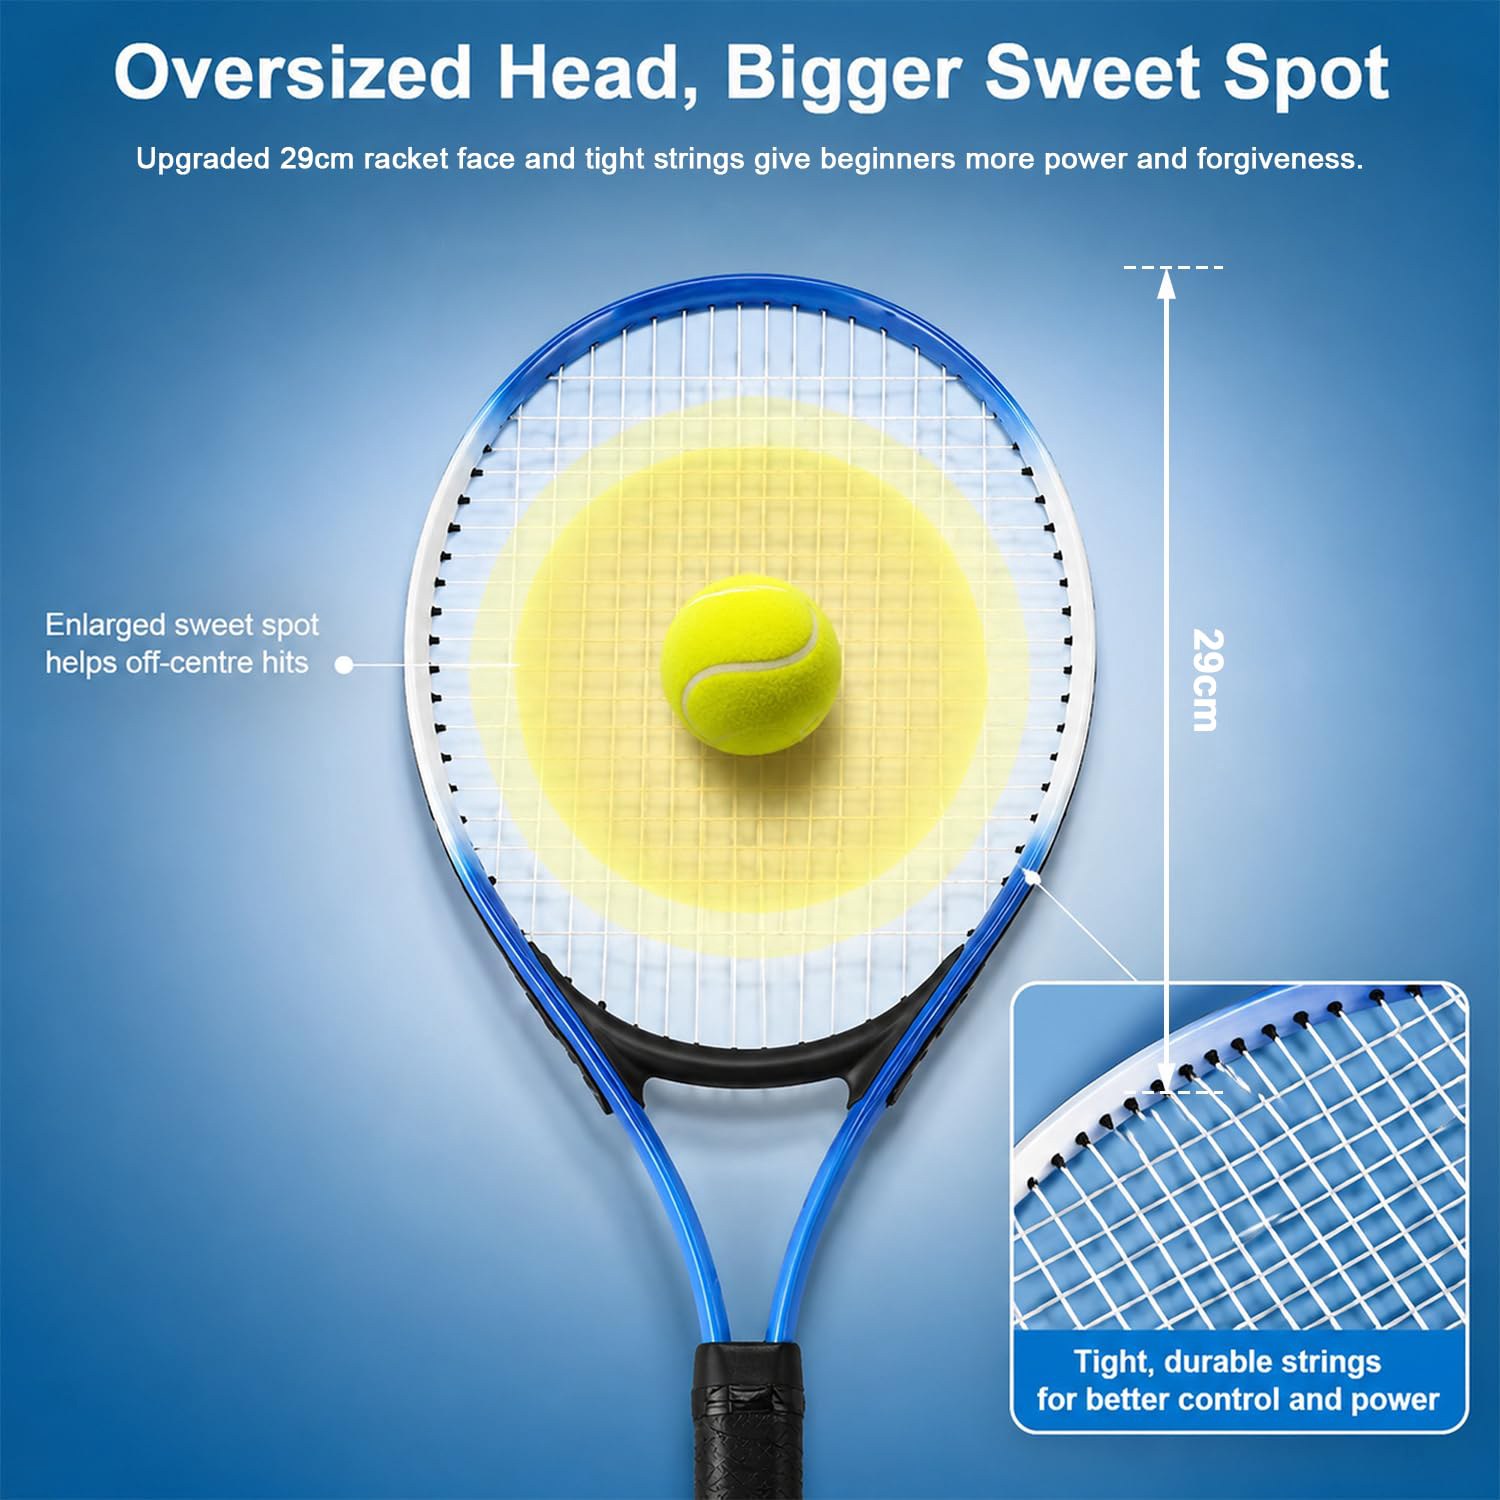 Oversized Head, Bigger Sweet Spot
Upgraded 29cm racket face and tight strings give beginners more power and forgiveness.
Enlarged sweet spot
helps off-centre hits
29cm
Tight, durable strings
for better control and power